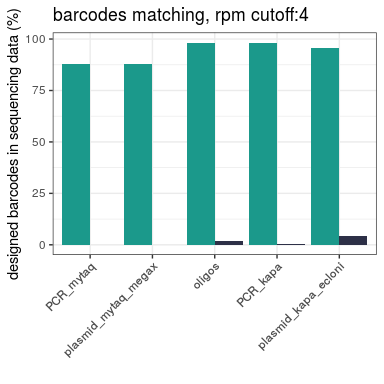 barcodes matching, rpm cutoff:4
designed barcodes in sequencing data (%)
100
75
50
25
0
PCR_mytaq
plasmid_mytaq_megax
oligos
PCR_kapa
plasmid_kapa_ecloni